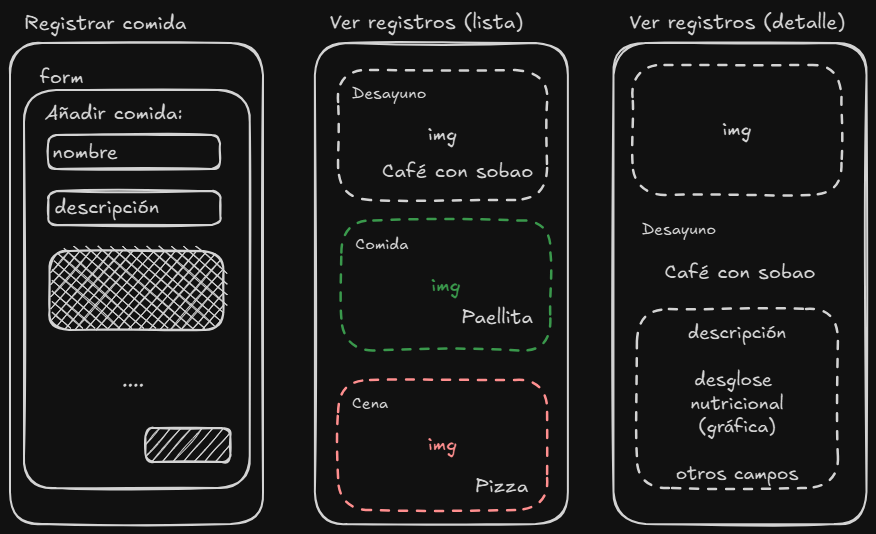 Registrar comida
form
Añadir comida:
nombre
descripción
....
Ver registros (lista)
Desayuno
img
Café con sobao
Comida
img
Paellita
Cena
img
Pizza
Ver registros (detalle)
img
Desayuno
Café con sobao
descripción
desglose
nutricional
(gráfica)
otros campos